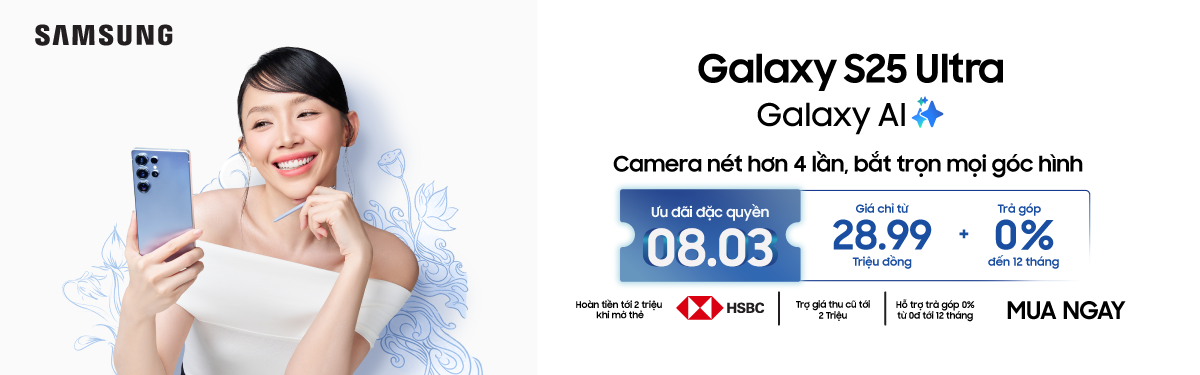 SAMSUNG
Galaxy S25 Ultra
Galaxy AI
Camera nét hơn 4 lần, bắt trọn mọi góc hình
Ưu đãi đặc quyền
08.03
Giá chỉ từ
28.99
Triệu đồng
+
Trả góp
0%
đến 12 tháng
Hoàn tiền tới 2 triệu
khi mở thẻ
HSBC
Trợ giá thu cũ tới
2 Triệu
Hỗ trợ trả góp 0%
từ 0đ tới 12 tháng
MUA NGAY